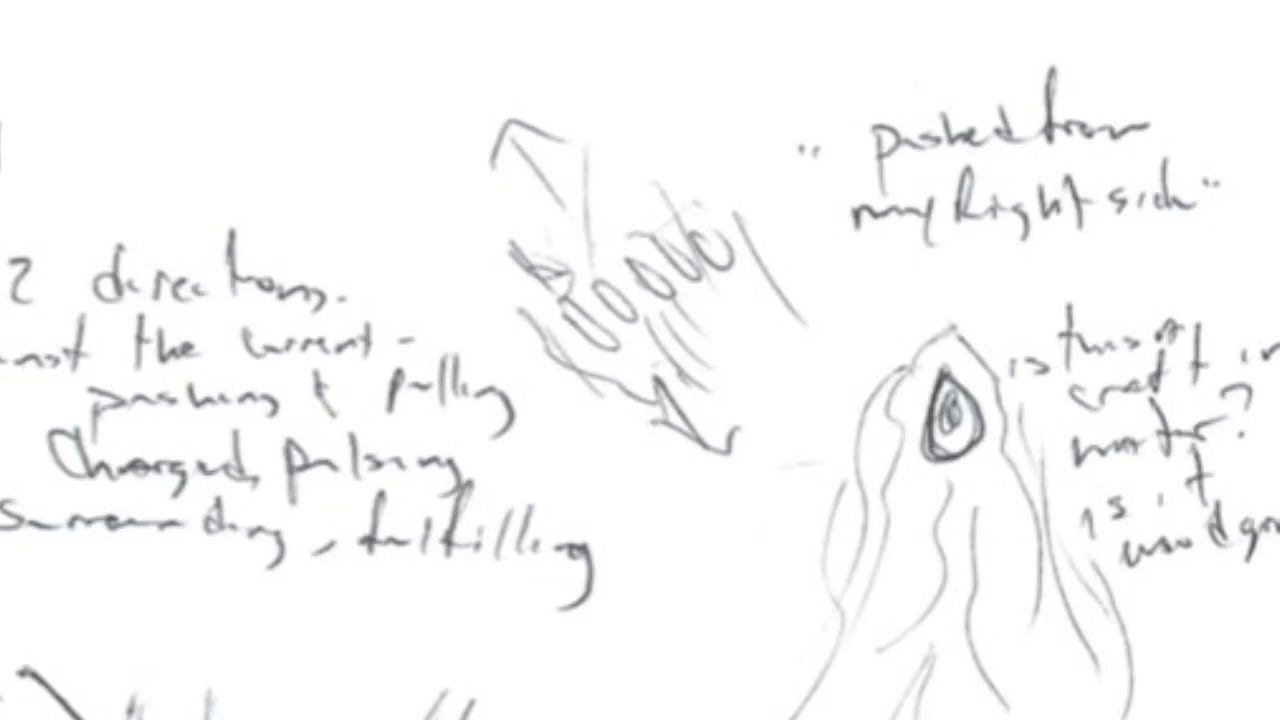 "pushed from
my Right side"
2 directions.
the current -
pushing & pulling
Charged, pulsing
Surrounding, fulfilling
is this a
in
water?
is it
wood